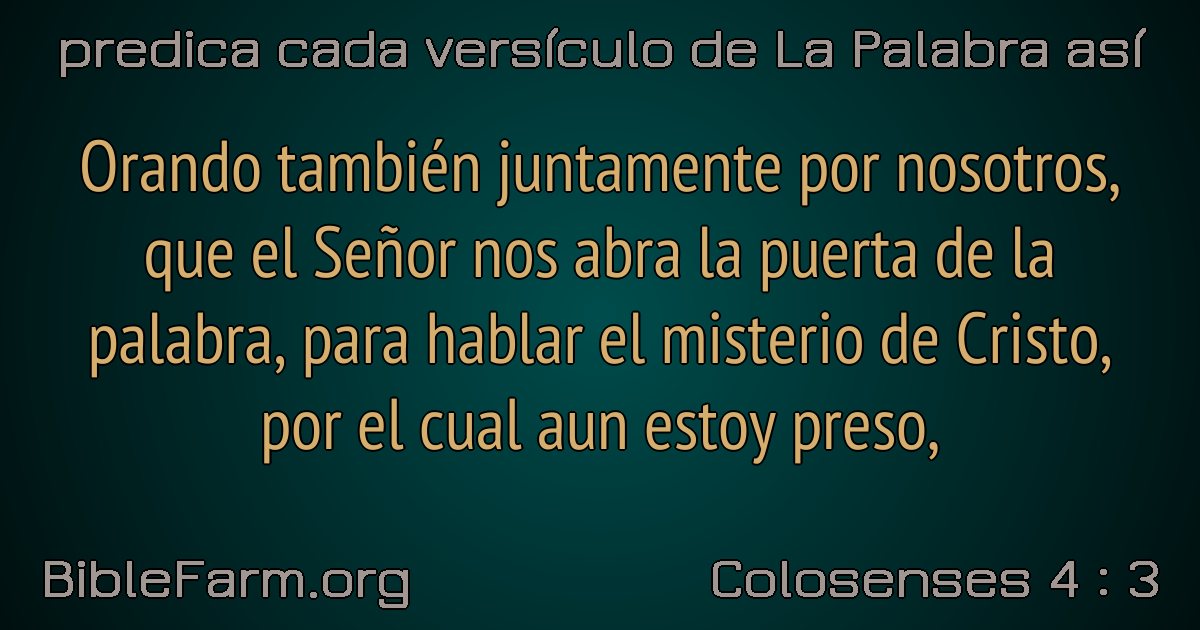 predica cada versículo de La Palabra así
Orando también juntamente por nosotros,
que el Señor nos abra la puerta de la
palabra, para hablar el misterio de Cristo,
por el cual aun estoy preso,
BibleFarm.org
Colosenses 4 : 3